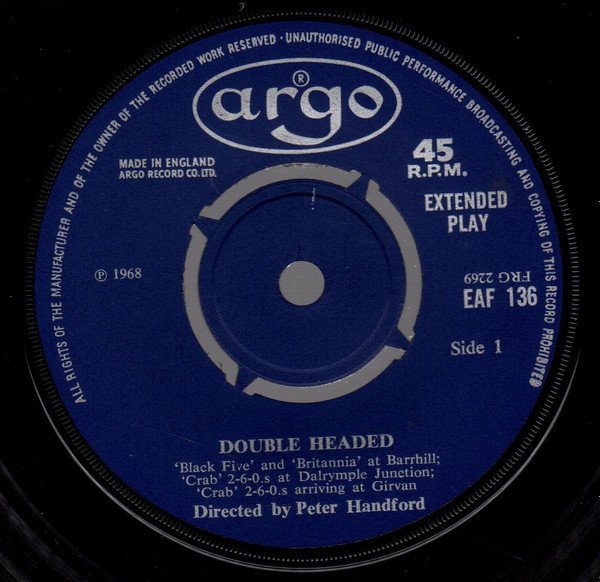 ALL RIGHTS OF THE MANUFACTURER AND OF THE OWNER OF THE RECORDED WORK RESERVED · UNAUTHORISED PUBLIC PERFORMANCE BROADCASTING AND COPYING OF THIS RECORD PROHIBITED
argo
®
MADE IN ENGLAND
ARGO RECORD CO. LTD.
45
R.P.M.
EXTENDED
PLAY
℗ 1968
FRG 2269
EAF 136
Side 1
DOUBLE HEADED
'Black Five' and 'Britannia' at Barrhill;
'Crab' 2-6-0.s at Dalrymple Junction;
'Crab' 2-6-0.s arriving at Girvan
Directed by Peter Handford